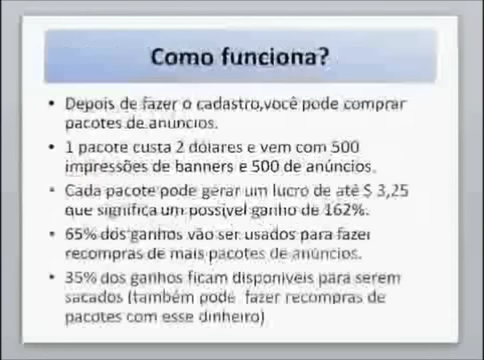 Como funciona?
• Depois de fazer o cadastro,você pode comprar
pacotes de anuncios.
• 1 pacote custa 2 dólares e vem com 500
impressões de banners e 500 de anúncios.
• Cada pacote pode gerar um lucro de até $ 3,25
que significa um possível ganho de 162%.
• 65% dos ganhos vão ser usados para fazer
recompras de mais pacotes de anúncios.
• 35% dos ganhos ficam disponíveis para serem
sacados (também pode fazer recompras de
pacotes com esse dinheiro)